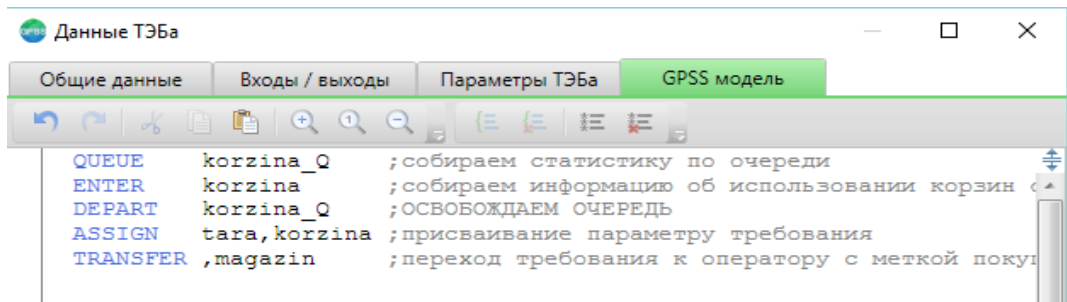 Данные ТЭБа
Общие данные Входы / выходы Параметры ТЭБа GPSS модель
QUEUE korzina_Q ;собираем статистику по очереди
ENTER korzina ;собираем информацию об использовании корзин
DEPART korzina_Q ;ОСВОБОЖДАЕМ ОЧЕРЕДЬ
ASSIGN tara,korzina ;присваивание параметру требования
TRANSFER ,magazin ;переход требования к оператору с меткой